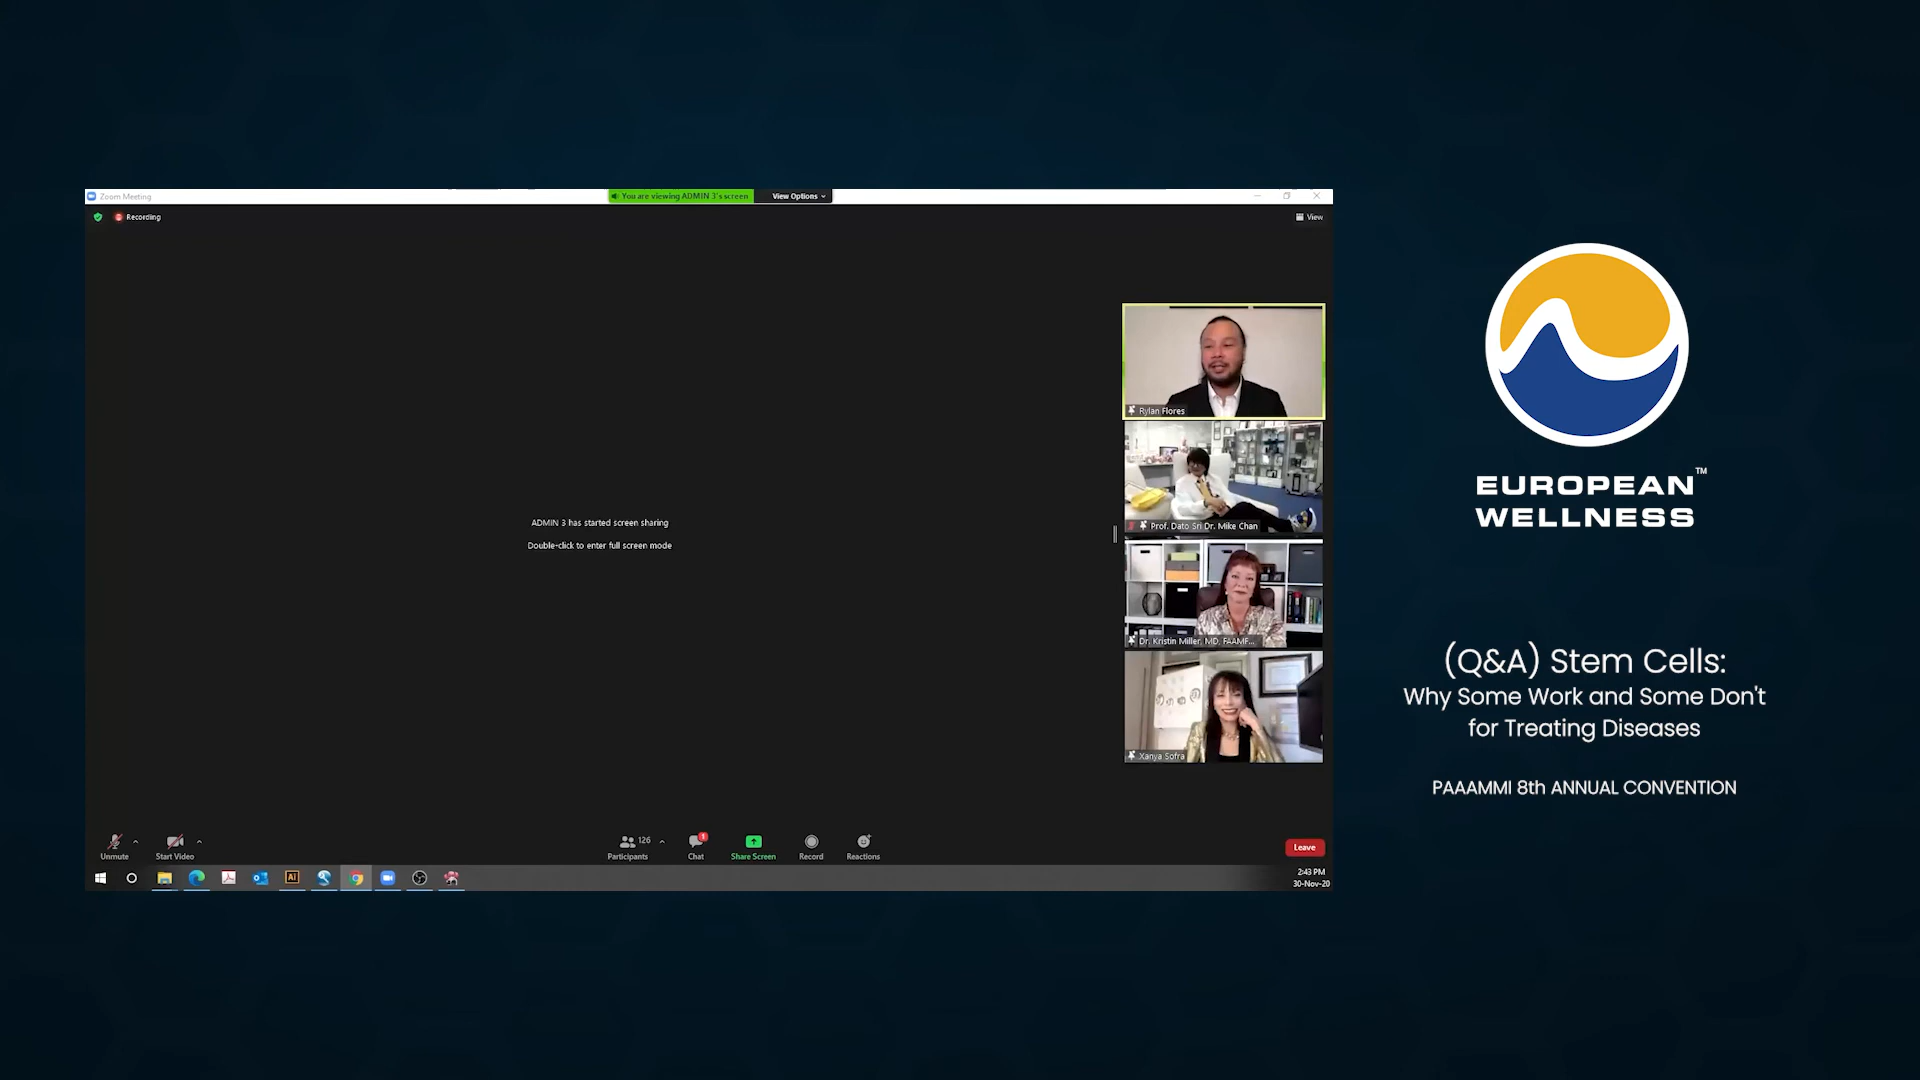 Zoom Meeting
You are viewing ADMIN 3's screen
View Options
Recording
View
Rylan Flores
Prof. Dato Sri Dr. Mike Chan
Dr. Kristin Miller, MD, FAAMF...
Xanya Sofra
ADMIN 3 has started screen sharing
Double-click to enter full screen mode
Unmute
Start Video
126
Participants
1
Chat
Share Screen
Record
Reactions
Leave
Ai
2:43 PM
30-Nov-20
EUROPEAN™
WELLNESS
(Q&A) Stem Cells:
Why Some Work and Some Don't
for Treating Diseases
PAAAMMI 8th ANNUAL CONVENTION